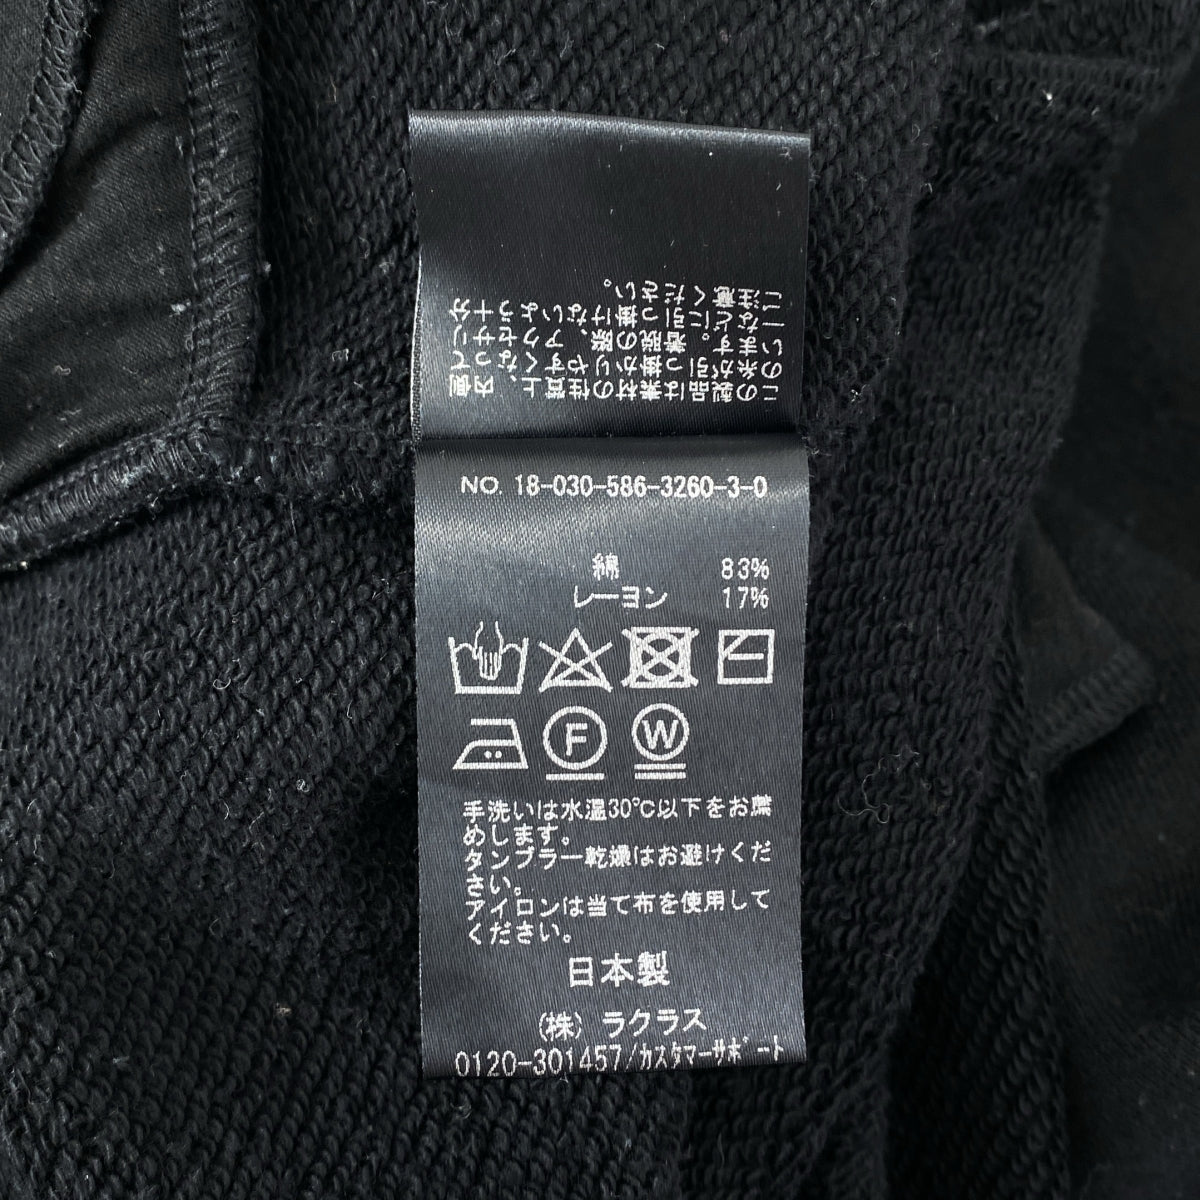 この製品は素材の性質上、内側
の糸が引っ掛かりやすくなって
います。着脱の際、アクセサリ
ーなどに引っ掛けないよう十分
ご注意ください。
NO. 18-030-586-3260-3-0
綿 83%
レーヨン 17%
F W
手洗いは水温30℃以下をお薦
めします。
タンブラー乾燥はお避けくだ
さい。
アイロンは当て布を使用して
ください。
日本製
(株) ラクラス
0120-301457/カスタマーサポート